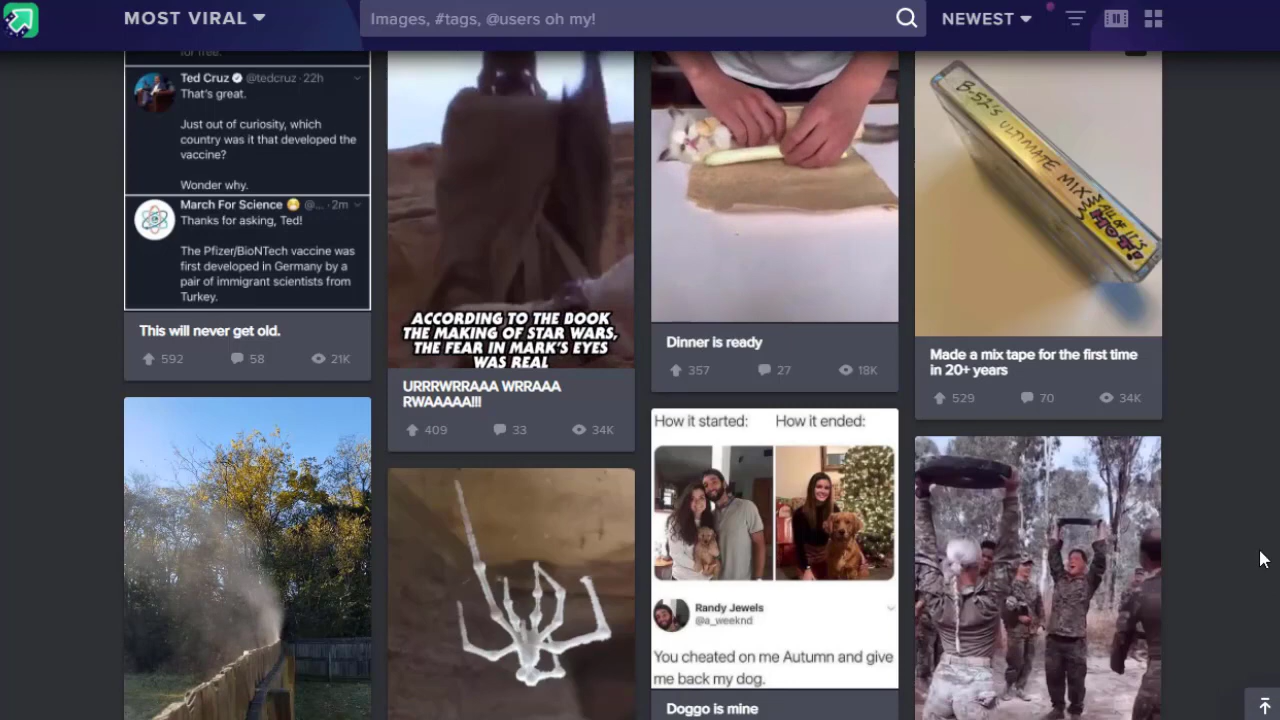 MOST VIRAL
Images, #tags, @users oh my!
NEWEST
Ted Cruz @tedcruz · 22h
That's great.
Just out of curiosity, which
country was it that developed the
vaccine?
Wonder why.
March For Science @... · 2m
Thanks for asking, Ted!
The Pfizer/BioNTech vaccine was
first developed in Germany by a
pair of immigrant scientists from
Turkey.
This will never get old.
592 58 21K
ACCORDING TO THE BOOK
THE MAKING OF STAR WARS,
THE FEAR IN MARK'S EYES
WAS REAL
URRRWRRAAA WRRAAA
RWAAAAA!!!
409 33 34K
Dinner is ready
357 27 18K
How it started: How it ended:
Randy Jewels
@a_weeknd
You cheated on me Autumn and give
me back my dog.
Doggo is mine
B-52's ULTIMATE MIX
ALL OF IT'S
HOT!
Made a mix tape for the first time
in 20+ years
529 70 34K